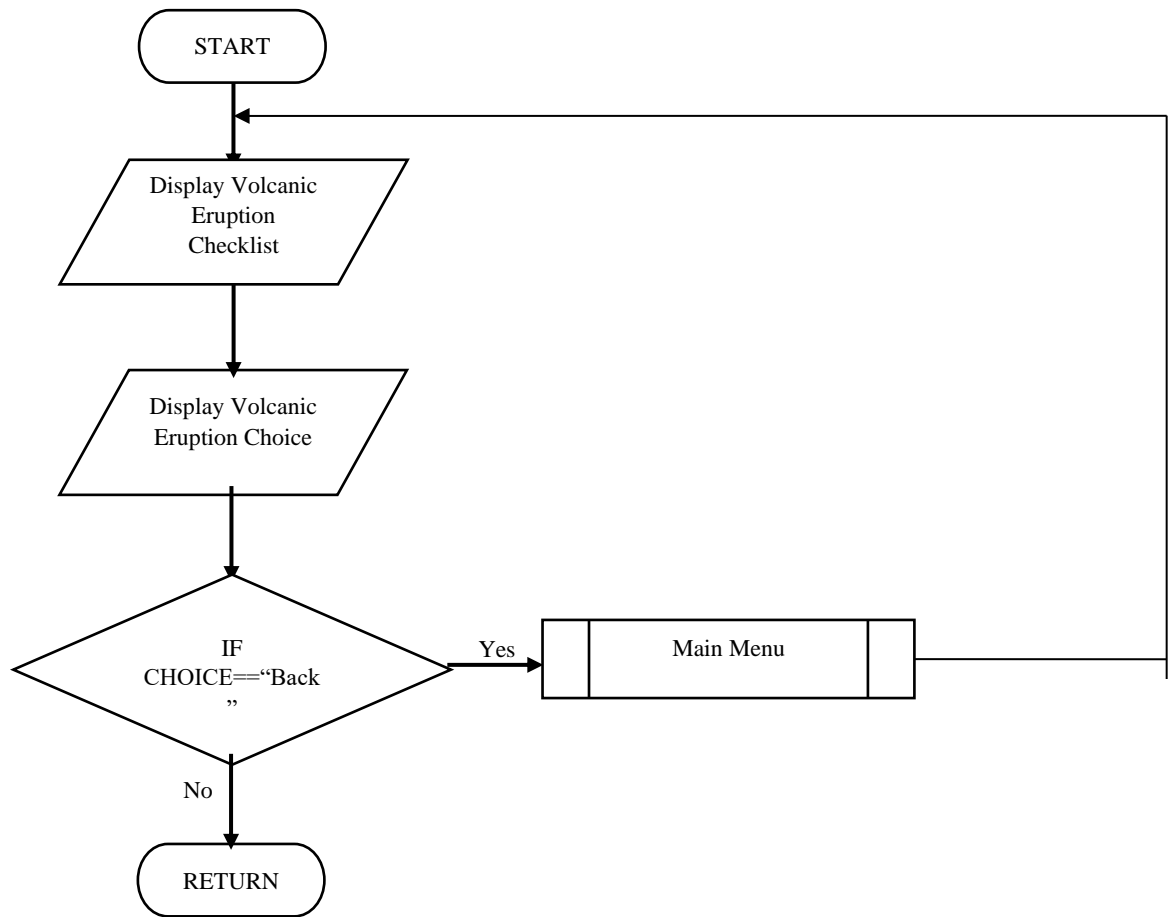 START
Display Volcanic
Eruption
Checklist
Display Volcanic
Eruption Choice
IF
CHOICE==“Back
”
Yes
Main Menu
No
RETURN